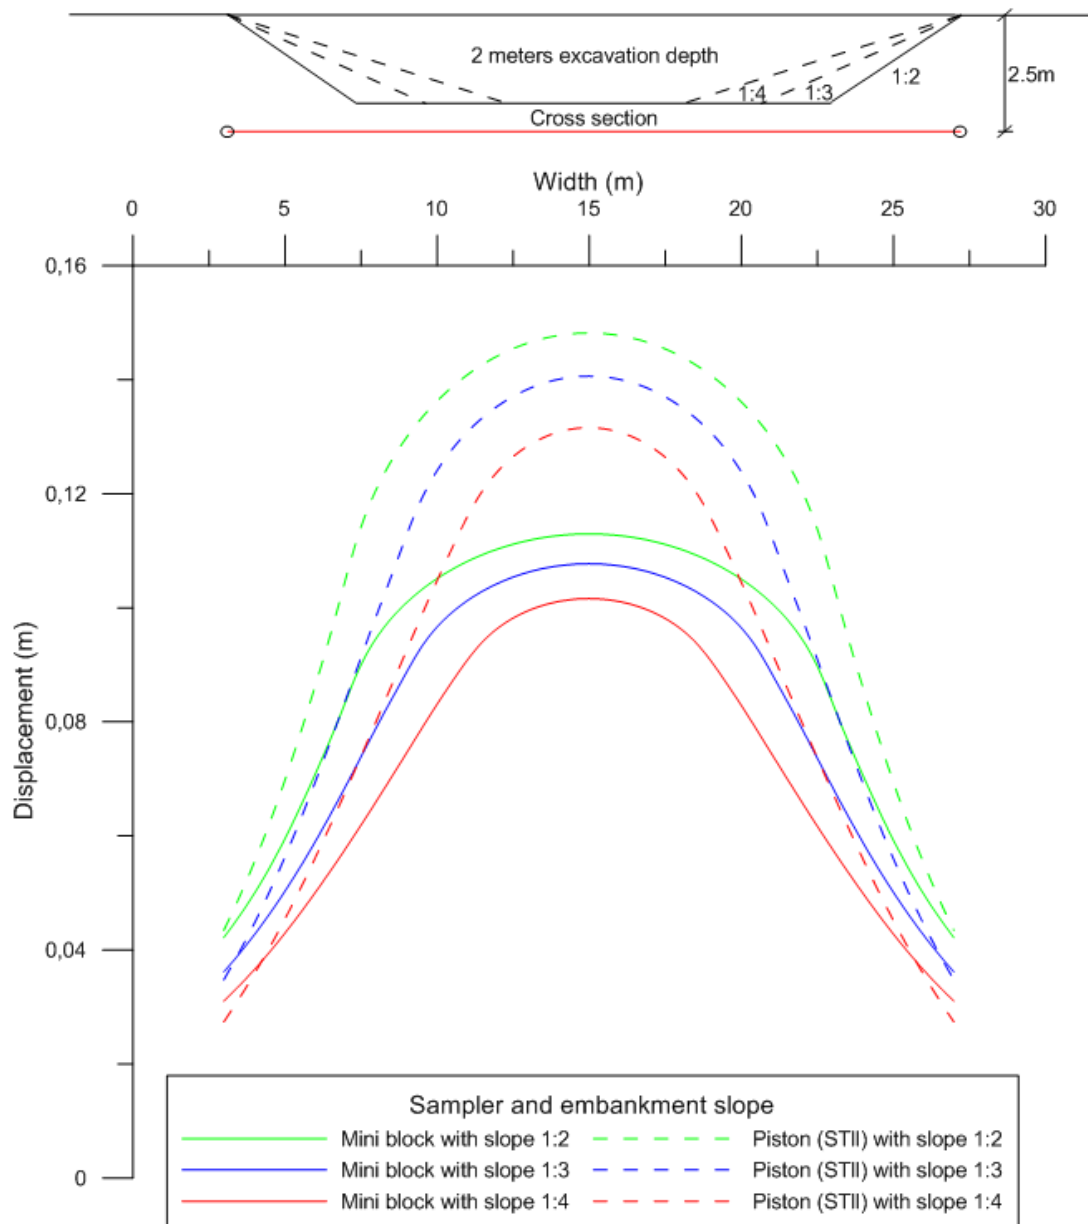 2 meters excavation depth
1:4 1:3 1:2 2.5m
Cross section
Width (m)
0 5 10 15 20 25 30
0,16
0,12
0,08
0,04
0
Displacement (m)
Sampler and embankment slope
Mini block with slope 1:2 Piston (STII) with slope 1:2
Mini block with slope 1:3 Piston (STII) with slope 1:3
Mini block with slope 1:4 Piston (STII) with slope 1:4